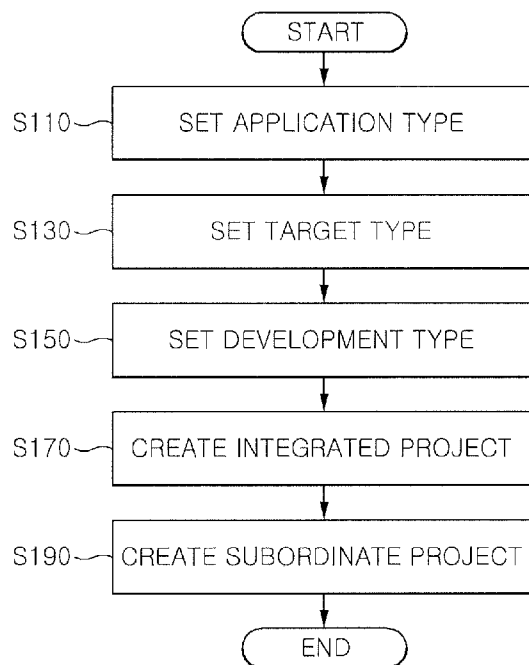 START
S110
SET APPLICATION TYPE
S130
SET TARGET TYPE
S150
SET DEVELOPMENT TYPE
S170
CREATE INTEGRATED PROJECT
S190
CREATE SUBORDINATE PROJECT
END